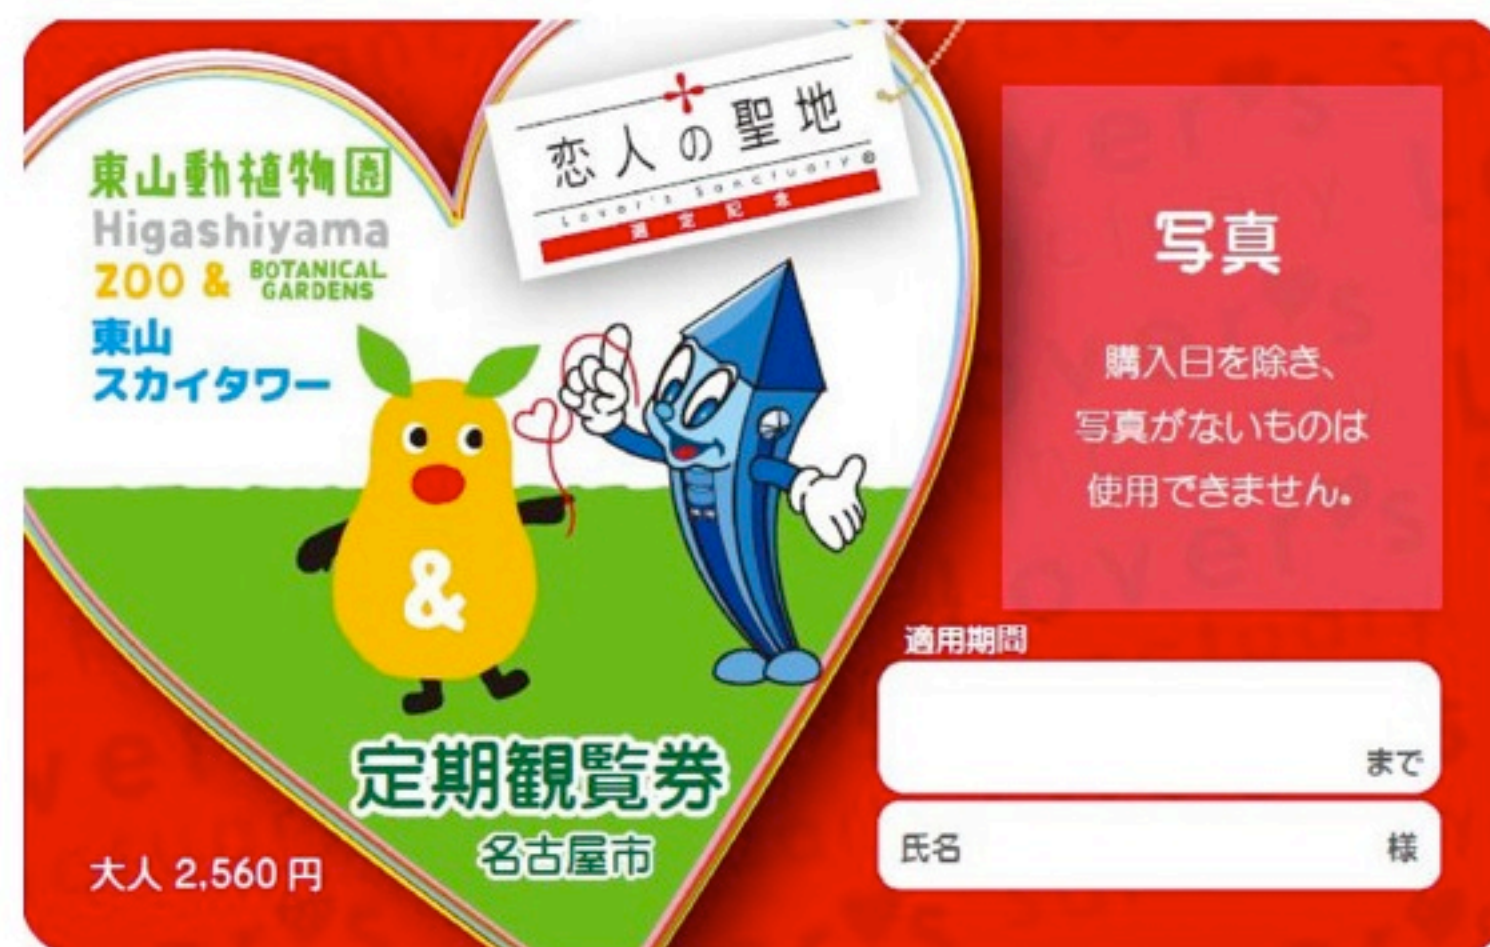 東山動植物園
Higashiyama
ZOO & BOTANICAL GARDENS
東山
スカイタワー
恋人の聖地
Lover's Sanctuary®
選定記念
&
定期観覧券
名古屋市
大人 2,560 円
写真
購入日を除き、
写真がないものは
使用できません。
適用期間
まで
氏名 様